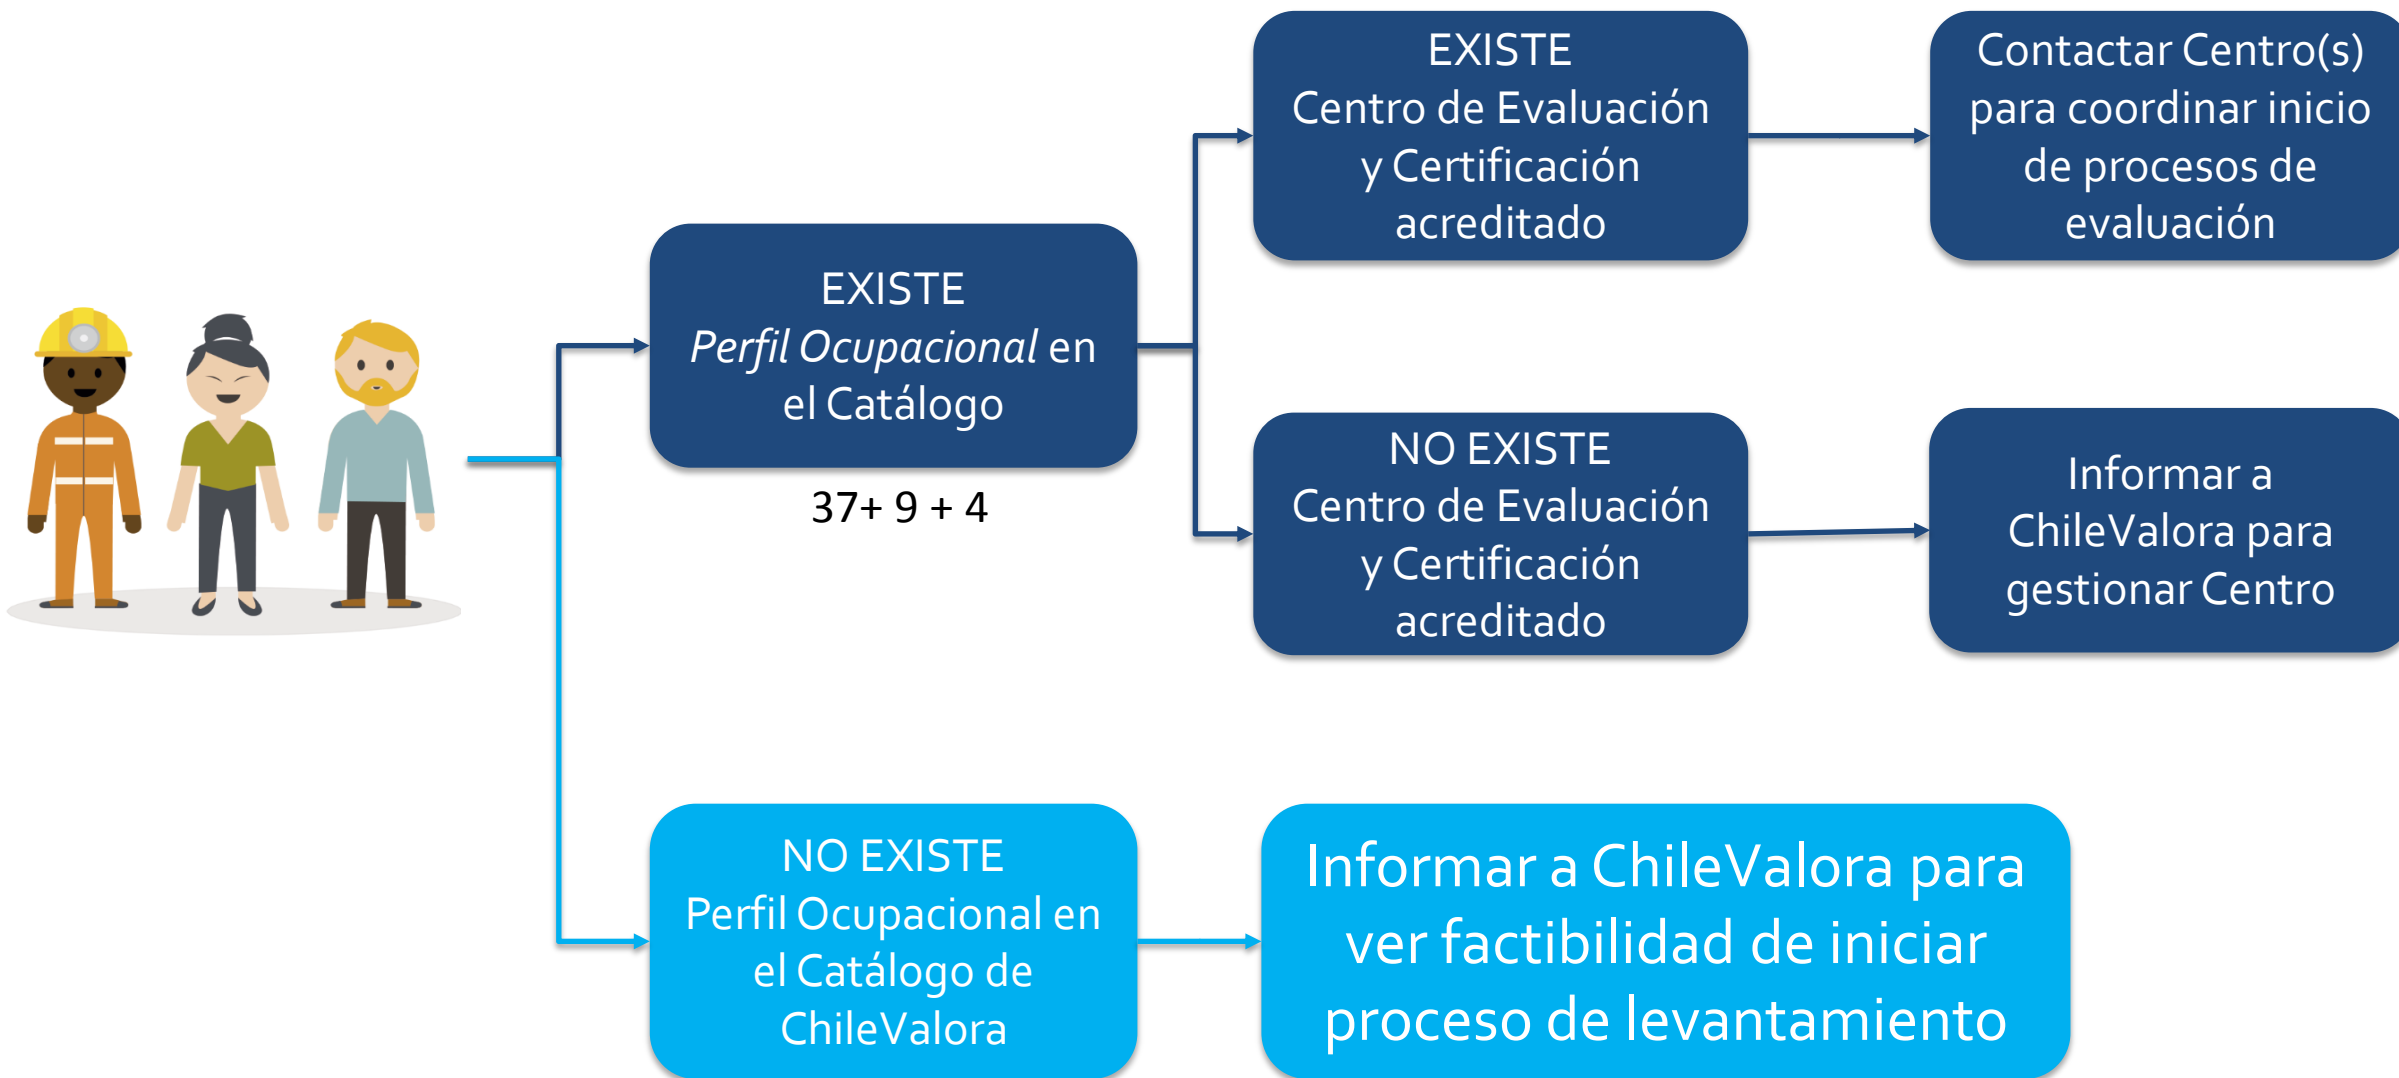 EXISTE
Centro de Evaluación
y Certificación
acreditado
Contactar Centro(s)
para coordinar inicio
de procesos de
evaluación
EXISTE
Perfil Ocupacional en
el Catálogo
37+ 9 + 4
NO EXISTE
Centro de Evaluación
y Certificación
acreditado
Informar a
ChileValora para
gestionar Centro
NO EXISTE
Perfil Ocupacional en
el Catálogo de
ChileValora
Informar a ChileValora para
ver factibilidad de iniciar
proceso de levantamiento